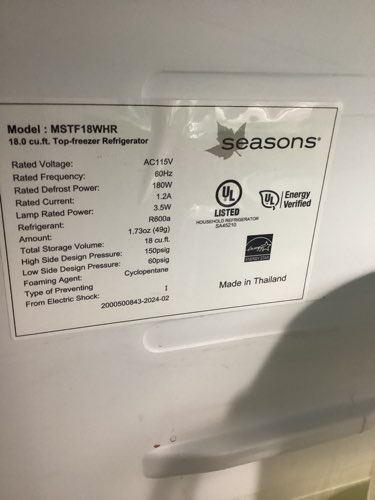 Model : MSTF18WHR
18.0 cu.ft. Top-freezer Refrigerator
seasons®
Rated Voltage: AC115V
Rated Frequency: 60Hz
Rated Defrost Power: 180W
Rated Current: 1.2A
Lamp Rated Power: 3.5W
Refrigerant: R600a
Amount: 1.73oz (49g)
Total Storage Volume: 18 cu.ft.
High Side Design Pressure: 150psig
Low Side Design Pressure: 60psig
Foaming Agent: Cyclopentane
Type of Preventing
From Electric Shock: I
2000500843-2024-02
UL
LISTED
HOUSEHOLD REFRIGERATOR
SA45210
UL
Energy
Verified
ENERGY STAR
Made in Thailand